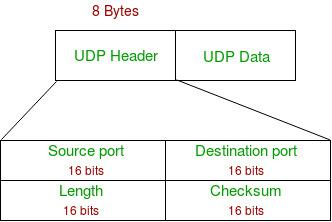 8 Bytes
UDP Header
UDP Data
Source port
16 bits
Destination port
16 bits
Length
16 bits
Checksum
16 bits